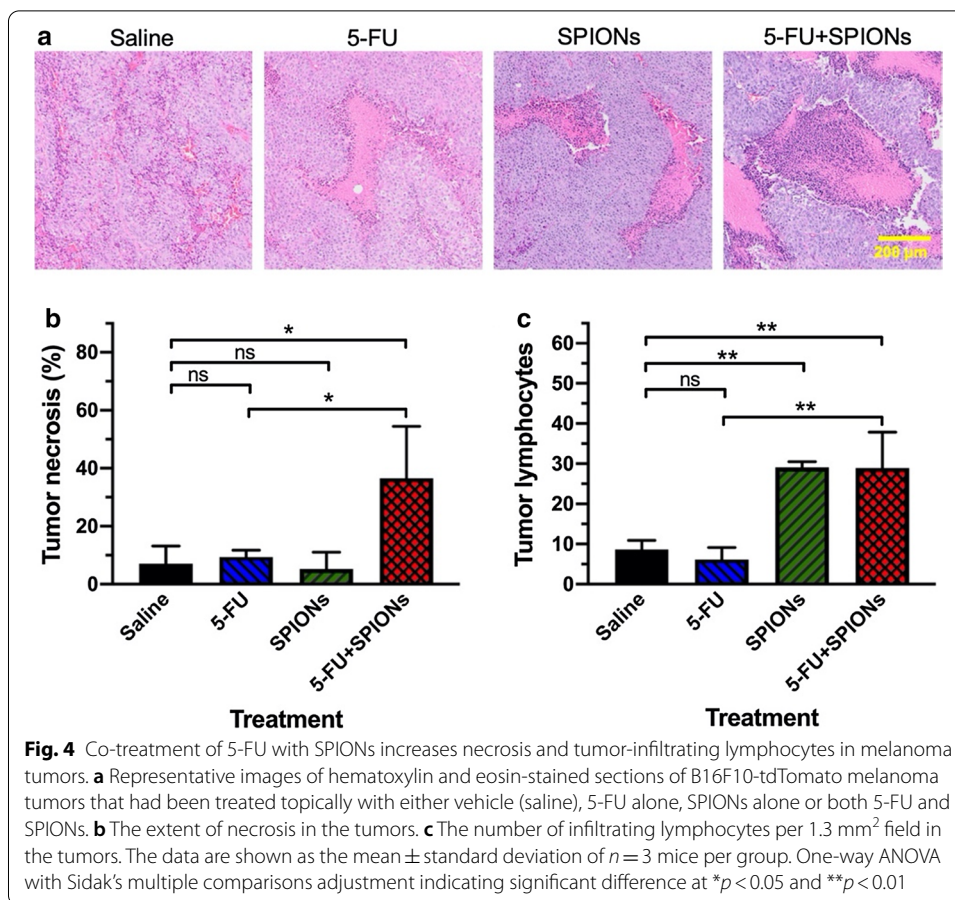 a
Saline 5-FU SPIONs 5-FU+SPIONs
200 µm
b
Tumor necrosis (%)
80
60
40
20
0
*
ns
ns
*
Saline
5-FU
SPIONs
5-FU+SPIONs
Treatment
c
Tumor lymphocytes
60
50
40
30
20
10
0
**
**
ns
**
Saline
5-FU
SPIONs
5-FU+SPIONs
Treatment
Fig. 4 Co-treatment of 5-FU with SPIONs increases necrosis and tumor-infiltrating lymphocytes in melanoma
tumors. a Representative images of hematoxylin and eosin-stained sections of B16F10-tdTomato melanoma
tumors that had been treated topically with either vehicle (saline), 5-FU alone, SPIONs alone or both 5-FU and
SPIONs. b The extent of necrosis in the tumors. c The number of infiltrating lymphocytes per 1.3 mm² field in
the tumors. The data are shown as the mean ± standard deviation of n = 3 mice per group. One-way ANOVA
with Sidak's multiple comparisons adjustment indicating significant difference at *p < 0.05 and **p < 0.01